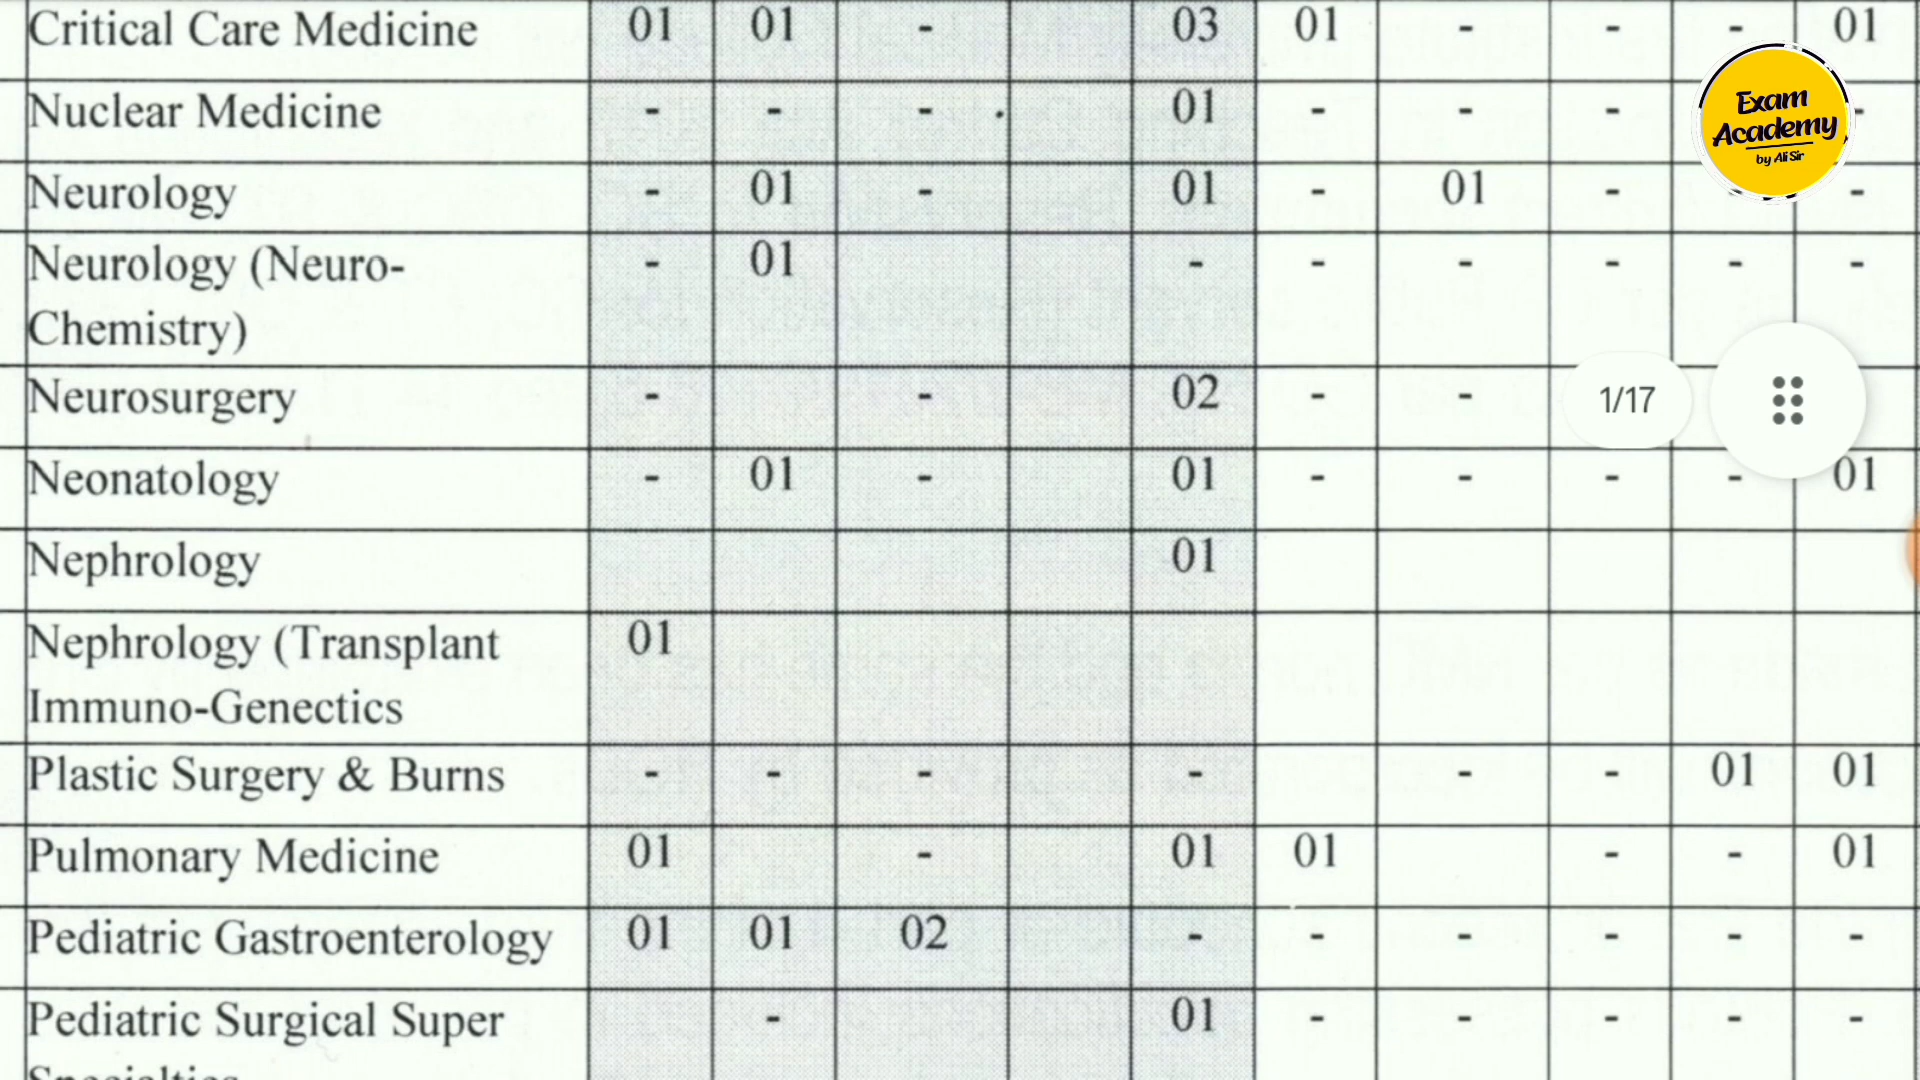 Critical Care Medicine 01 01 - 03 01 - - - 01
Nuclear Medicine - - - 01 - - - -
Neurology - 01 - 01 - 01 - - -
Neurology (Neuro- - 01 - - - - - -
Chemistry)
Neurosurgery - - 02 - -
Neonatology - 01 - 01 - - - - 01
Nephrology 01
Nephrology (Transplant 01
Immuno-Genectics
Plastic Surgery & Burns - - - - - - 01 01
Pulmonary Medicine 01 - 01 01 - - 01
Pediatric Gastroenterology 01 01 02 - - - - - -
Pediatric Surgical Super - 01 - - - - -
Specialties
Exam
Academy
by Ali Sir
1/17